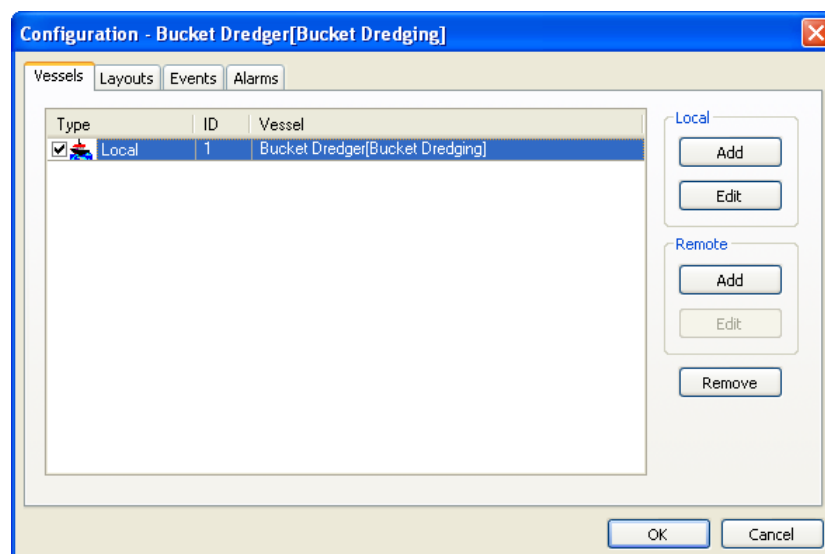 Configuration - Bucket Dredger[Bucket Dredging]
Vessels Layouts Events Alarms
Type ID Vessel
Local 1 Bucket Dredger[Bucket Dredging]
Local
Add
Edit
Remote
Add
Edit
Remove
OK Cancel